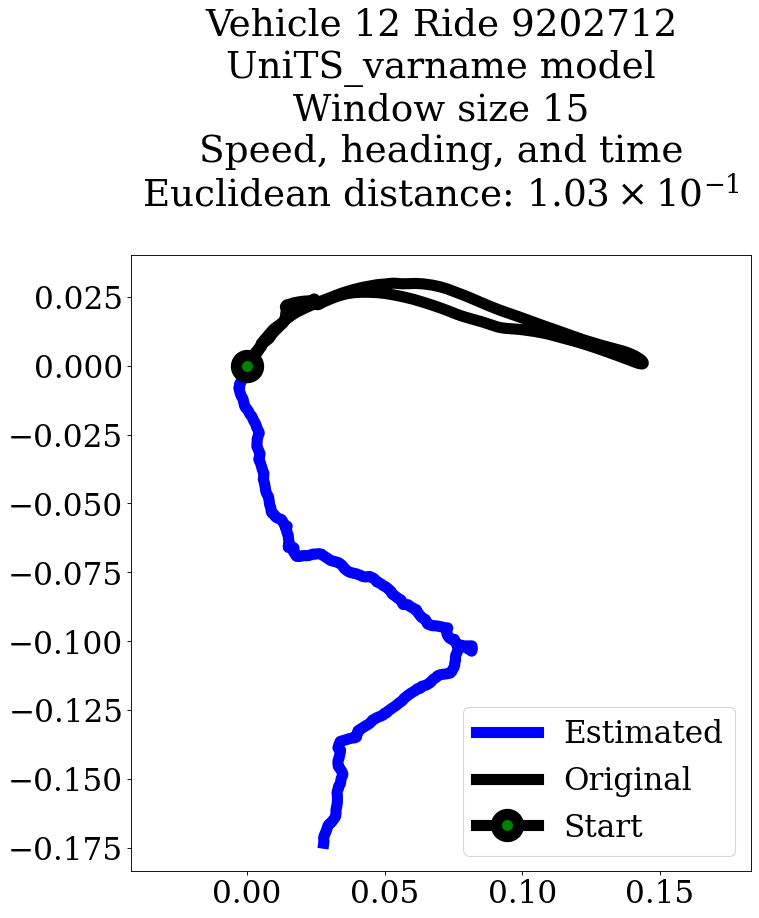 Vehicle 12 Ride 9202712
UniTS_varname model
Window size 15
Speed, heading, and time
Euclidean distance: 1.03 × 10⁻¹
0.025
0.000
−0.025
−0.050
−0.075
−0.100
−0.125
−0.150
−0.175
Estimated
Original
Start
0.00 0.05 0.10 0.15